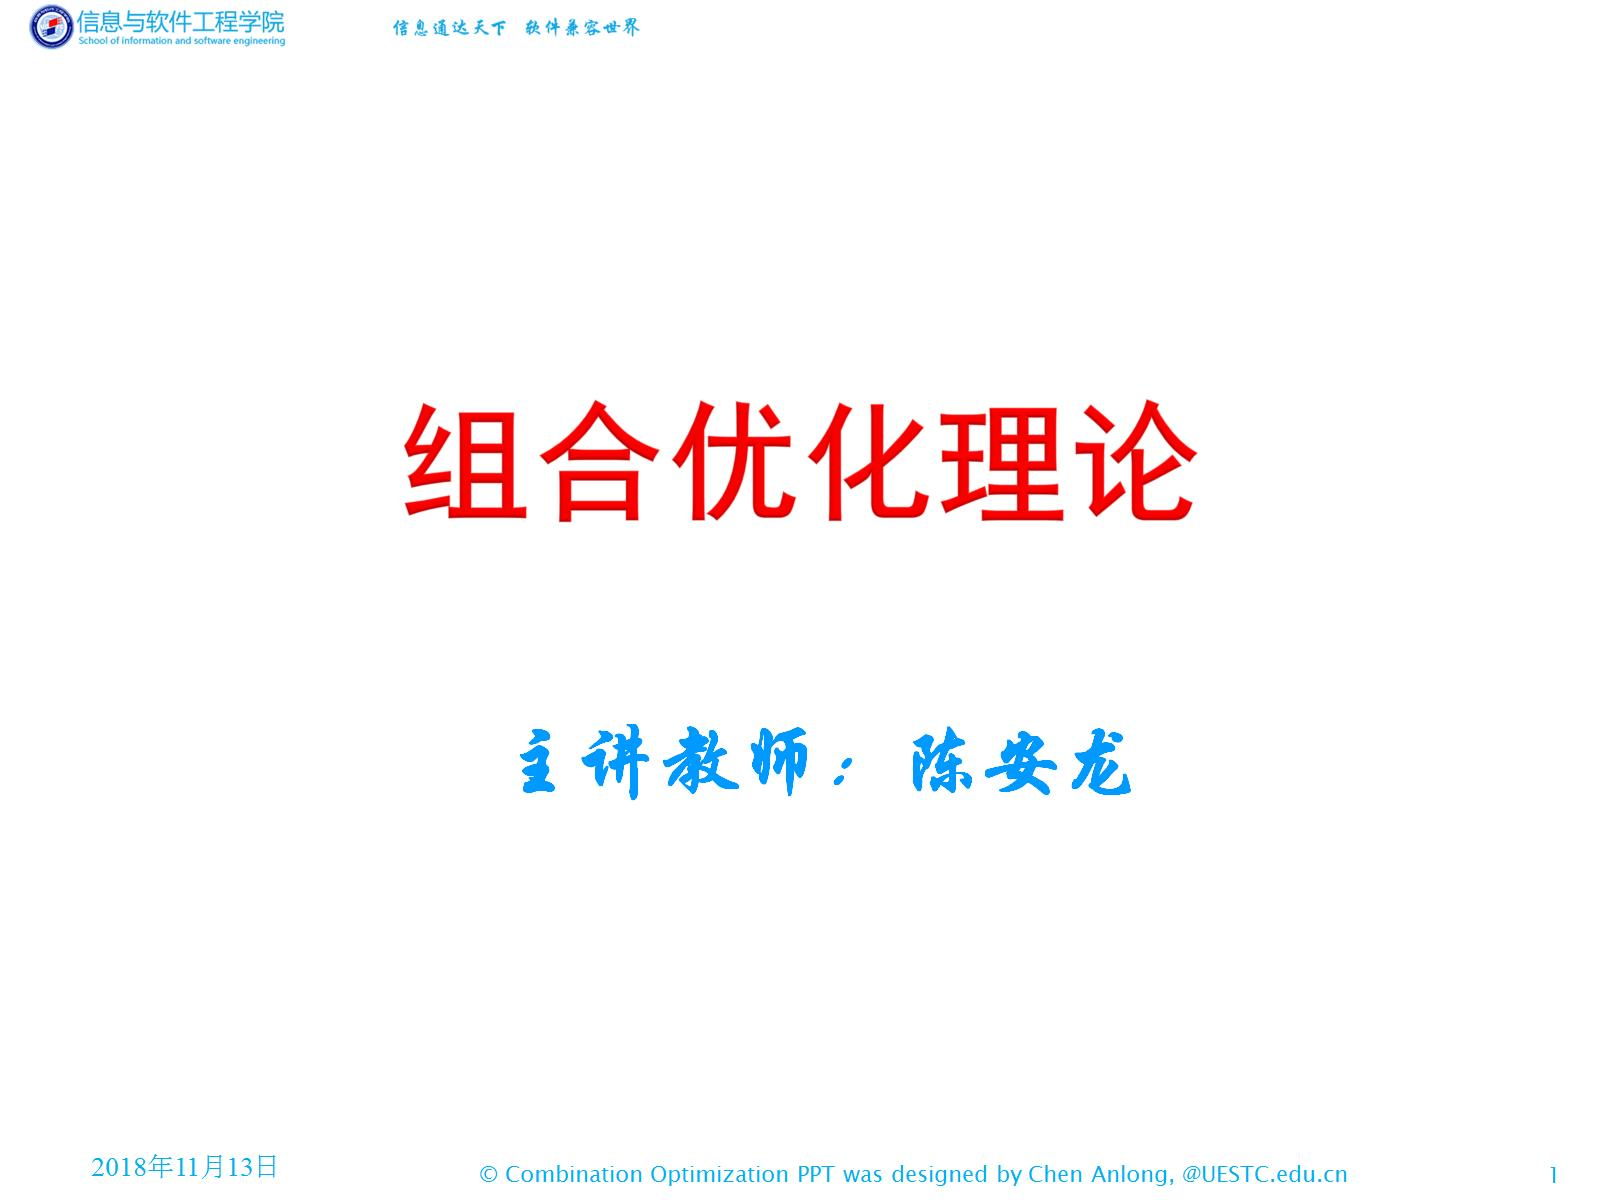 信息与软件工程学院
School of information and software engineering
信息通达天下 软件兼容世界
组合优化理论
主讲教师：陈安龙
2018年11月13日
© Combination Optimization PPT was designed by Chen Anlong, @UESTC.edu.cn
1